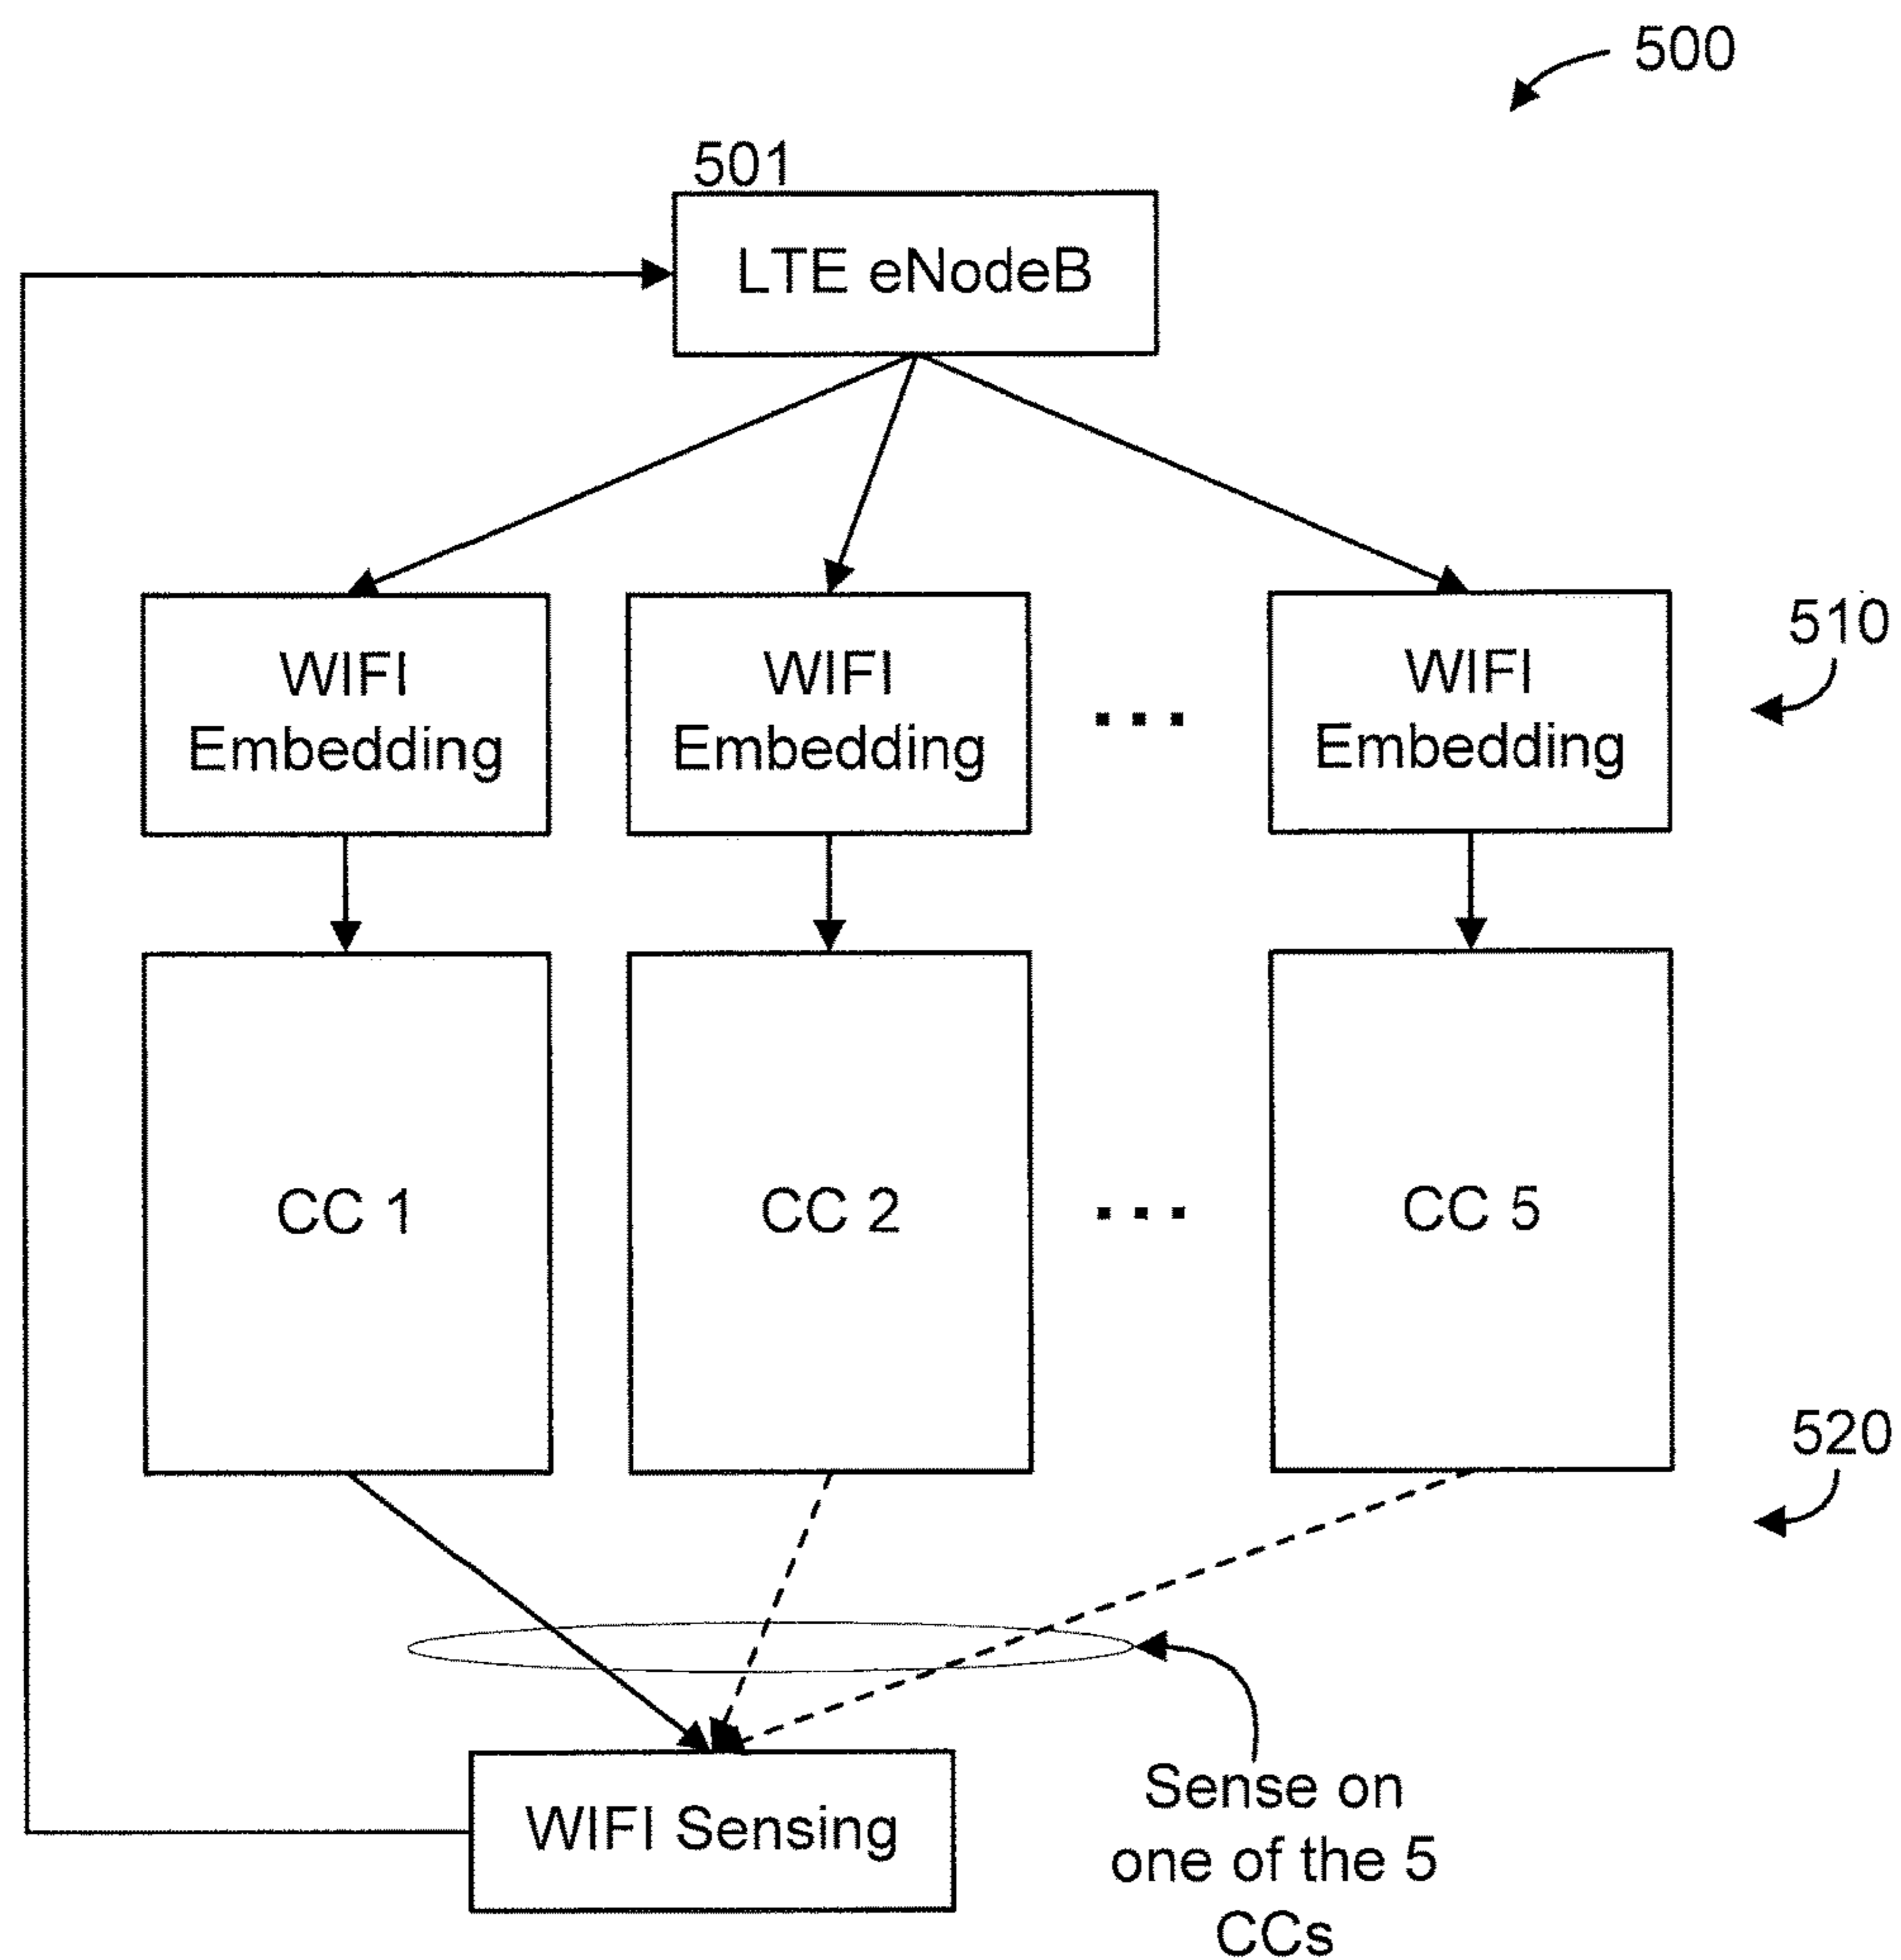 500
501
LTE eNodeB
WIFI
Embedding
WIFI
Embedding
...
WIFI
Embedding
510
CC 1
CC 2
...
CC 5
520
WIFI Sensing
Sense on
one of the 5
CCs